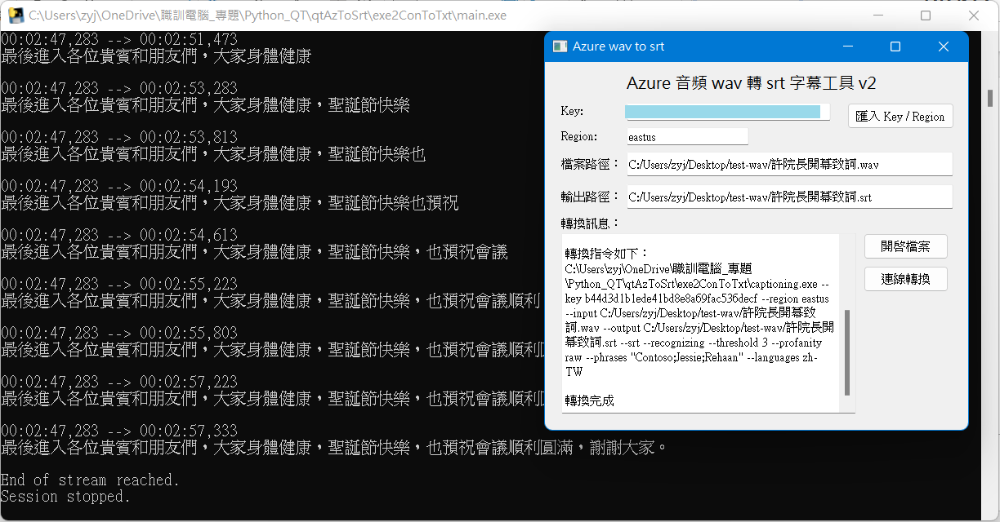 C:\Users\zyj\OneDrive\職訓電腦_專題\Python_QT\qtAzToSrt\exe2ConToTxt\main.exe
00:02:47,283 --> 00:02:51,473
最後進入各位貴賓和朋友們，大家身體健康
00:02:47,283 --> 00:02:53,283
最後進入各位貴賓和朋友們，大家身體健康，聖誕節快樂
00:02:47,283 --> 00:02:53,813
最後進入各位貴賓和朋友們，大家身體健康，聖誕節快樂也
00:02:47,283 --> 00:02:54,193
最後進入各位貴賓和朋友們，大家身體健康，聖誕節快樂也預祝
00:02:47,283 --> 00:02:54,613
最後進入各位貴賓和朋友們，大家身體健康，聖誕節快樂，也預祝會議
00:02:47,283 --> 00:02:55,223
最後進入各位貴賓和朋友們，大家身體健康，聖誕節快樂，也預祝會議順利
00:02:47,283 --> 00:02:55,803
最後進入各位貴賓和朋友們，大家身體健康，聖誕節快樂，也預祝會議順利
00:02:47,283 --> 00:02:57,223
最後進入各位貴賓和朋友們，大家身體健康，聖誕節快樂，也預祝會議順利
00:02:47,283 --> 00:02:57,333
最後進入各位貴賓和朋友們，大家身體健康，聖誕節快樂，也預祝會議順利圓滿，謝謝大家。
End of stream reached.
Session stopped.
Azure wav to srt
Azure 音頻 wav 轉 srt 字幕工具 v2
Key:
匯入 Key / Region
Region:
eastus
檔案路徑：
C:/Users/zyj/Desktop/test-wav/許院長開幕致詞.wav
輸出路徑：
C:/Users/zyj/Desktop/test-wav/許院長開幕致詞.srt
轉換訊息：
轉換指令如下：
C:\Users\zyj\OneDrive\職訓電腦_專題
\Python_QT\qtAzToSrt\exe2ConToTxt\captioning.exe --
key b44d3d1b1ede41bd8e8a69fac536decf --region eastus
--input C:/Users/zyj/Desktop/test-wav/許院長開幕致
詞.wav --output C:/Users/zyj/Desktop/test-wav/許院長開
幕致詞.srt --srt --recognizing --threshold 3 --profanity
raw --phrases "Contoso;Jessie;Rehaan" --languages zh-
TW
轉換完成
開啓檔案
連線轉換